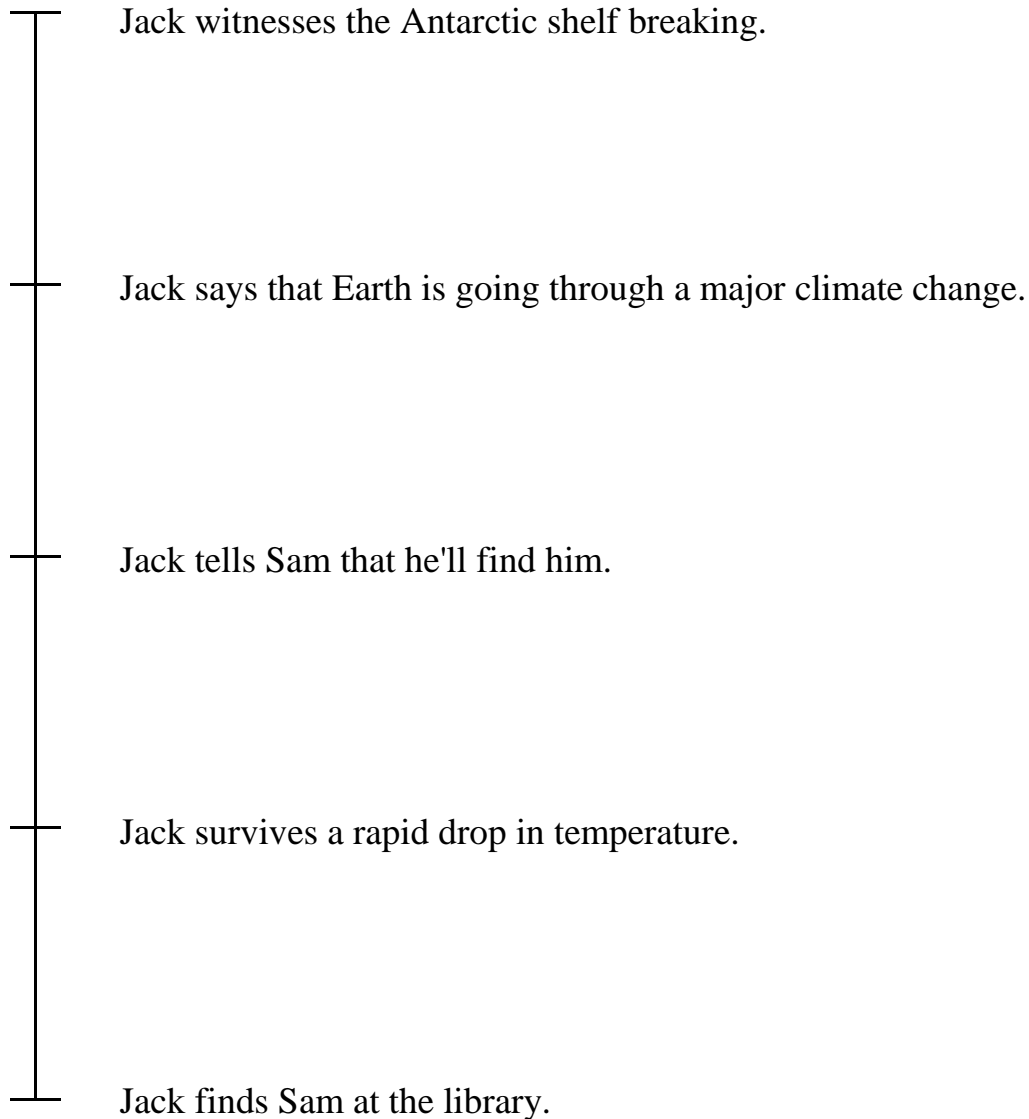 Jack witnesses the Antarctic shelf breaking.
Jack says that Earth is going through a major climate change.
Jack tells Sam that he'll find him.
Jack survives a rapid drop in temperature.
Jack finds Sam at the library.